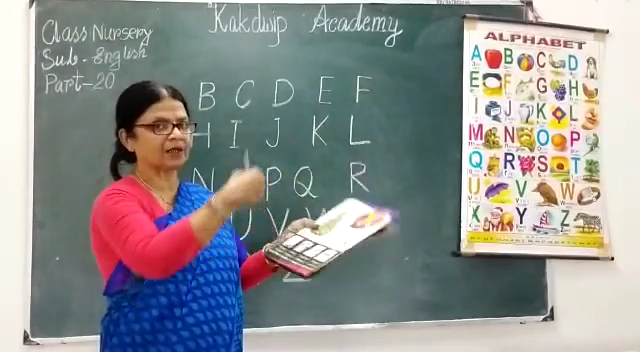 Kakdwip Academy
Class Nursery
Sub - English
Part-20
B C D E F
H I J K L
N P Q R
U V
ALPHABET
A B C D
E F G H
I J K L
M N O P
Q R S T
U V W
X Y Z